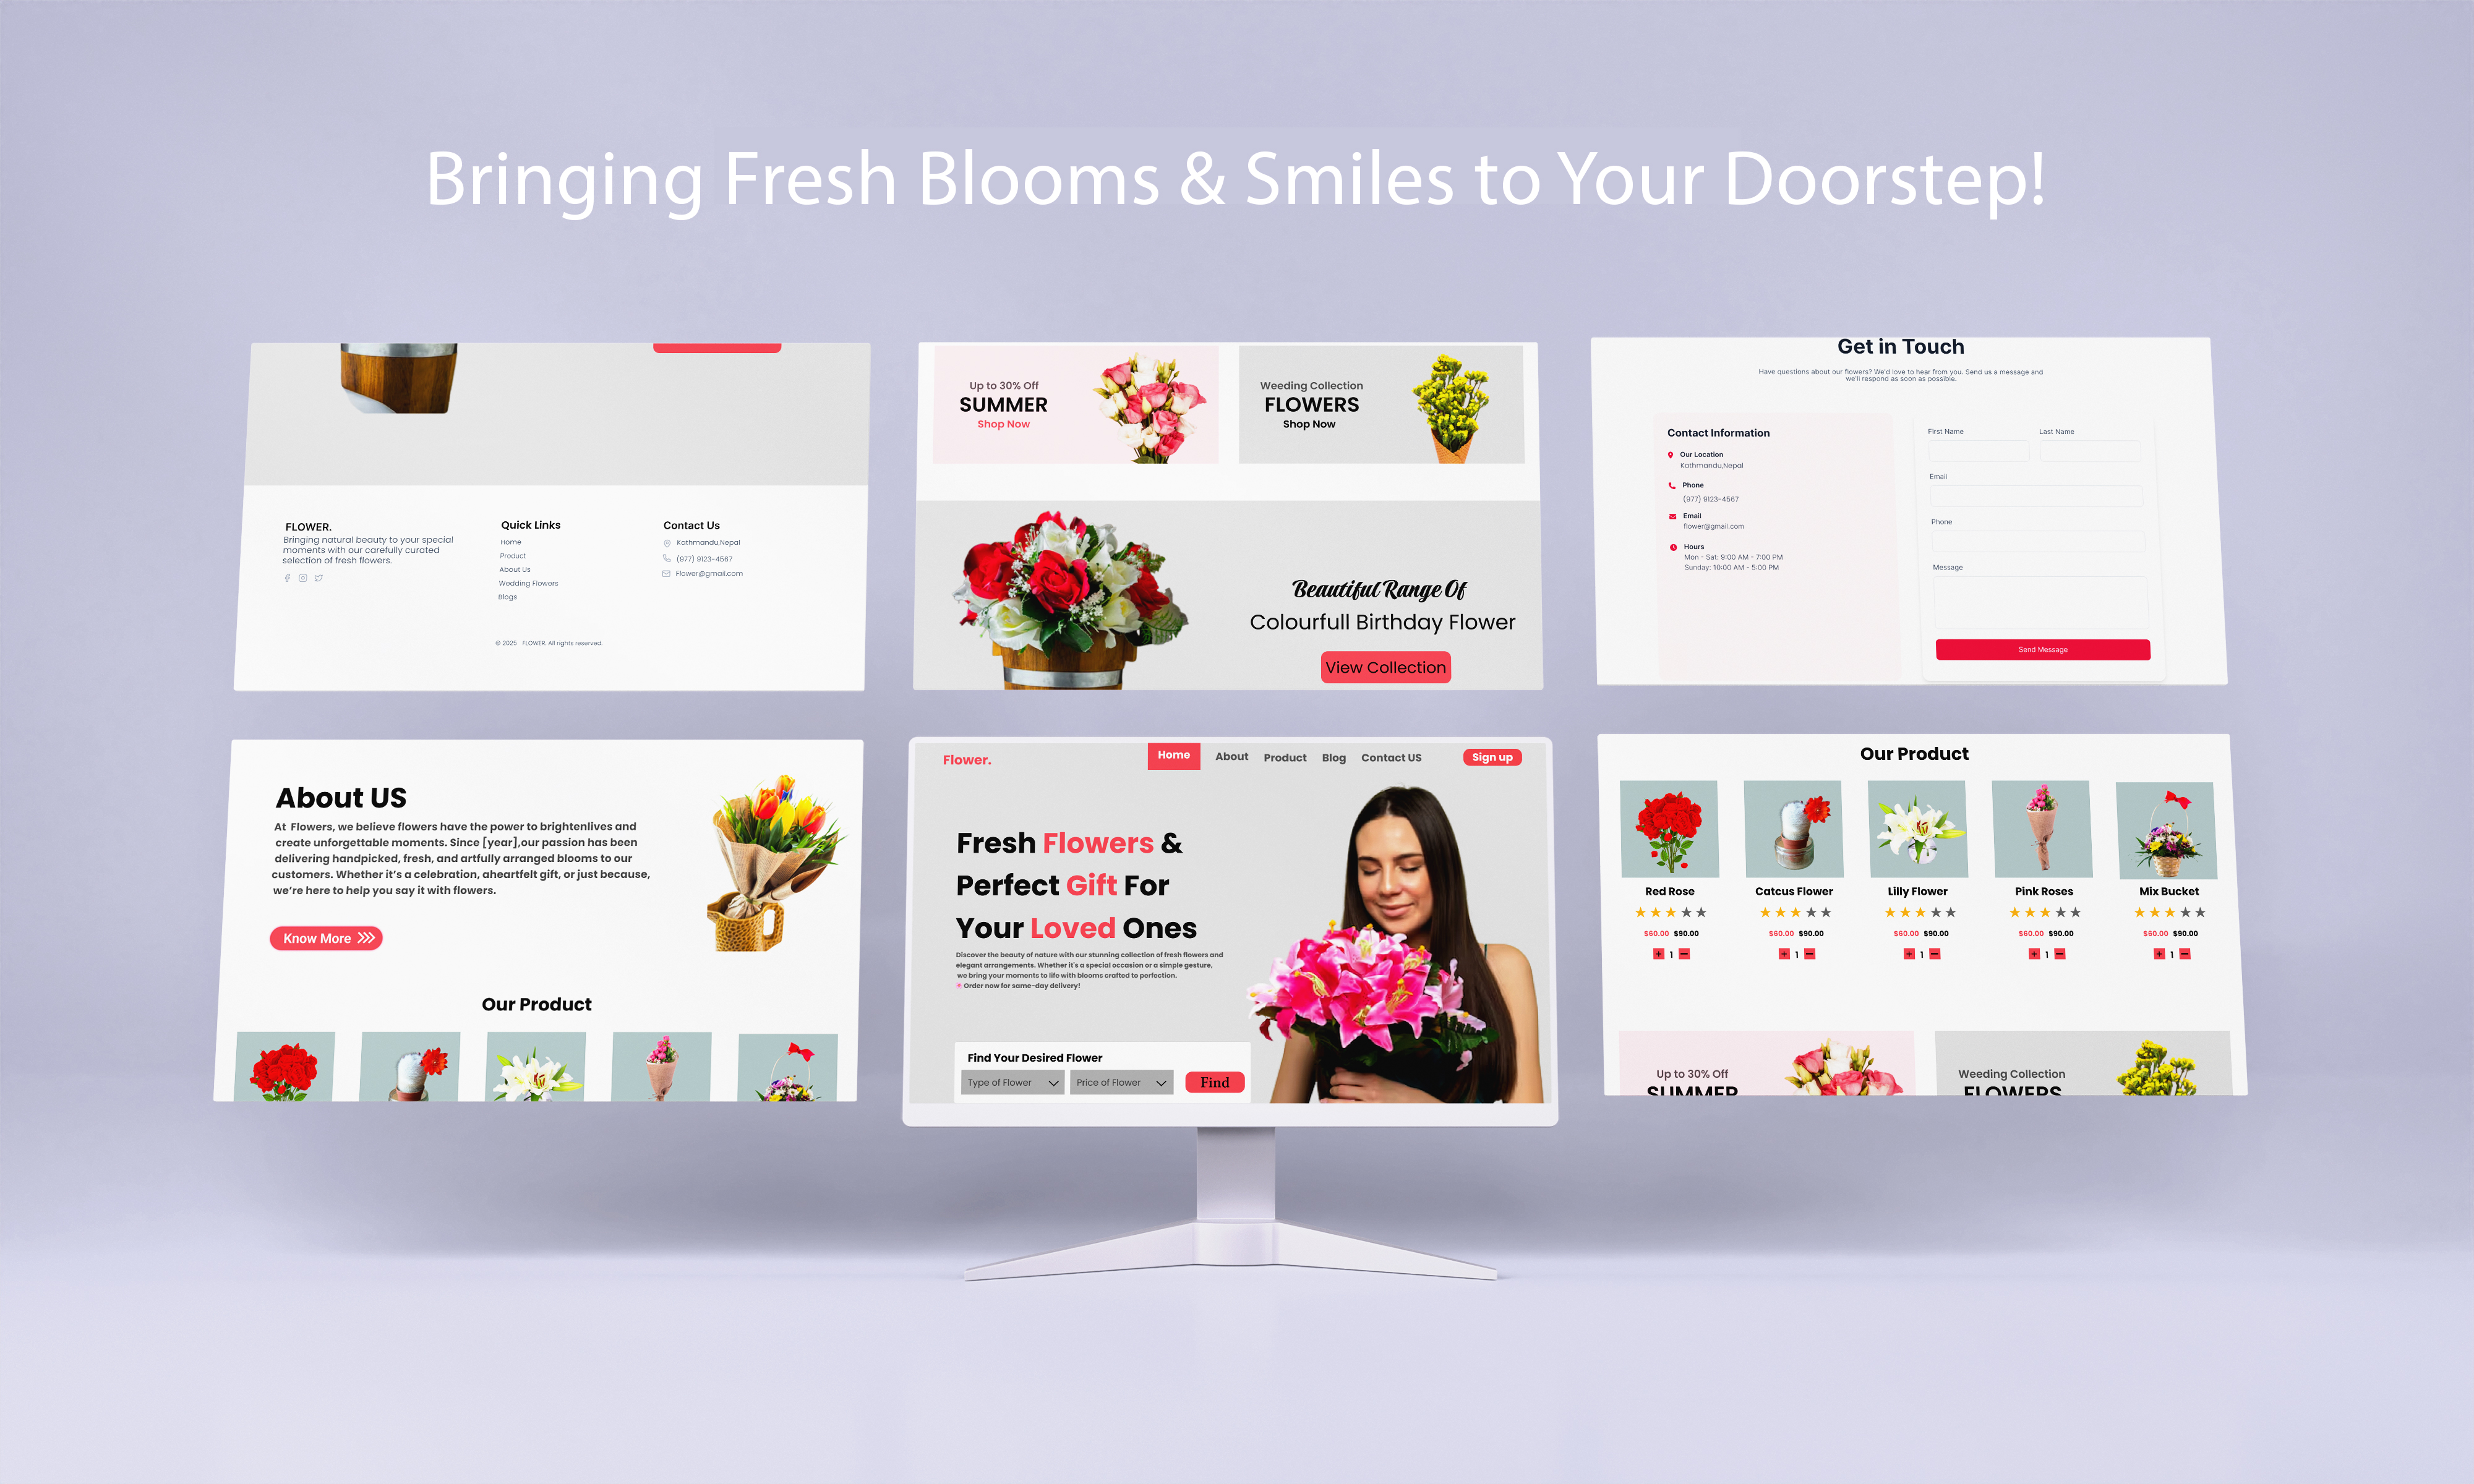 Bringing Fresh Blooms & Smiles to Your Doorstep!
FLOWER.
Bringing natural beauty to your special
moments with our carefully curated
selection of fresh flowers.
Quick Links
Home
Product
About Us
Wedding Flowers
Blogs
Contact Us
Kathmandu,Nepal
(977) 9123-4567
Flower@gmail.com
© 2025 FLOWER. All rights reserved.
Up to 30% Off
SUMMER
Shop Now
Weeding Collection
FLOWERS
Shop Now
Beautiful Range Of
Colourfull Birthday Flower
View Collection
Get in Touch
Have questions about our flowers? We'd love to hear from you. Send us a message and
we'll respond as soon as possible.
Contact Information
Our Location
Kathmandu,Nepal
Phone
(977) 9123-4567
Email
flower@gmail.com
Hours
Mon - Sat: 9:00 AM - 7:00 PM
Sunday: 10:00 AM - 5:00 PM
First Name
Last Name
Email
Phone
Message
Send Message
About US
At Flowers, we believe flowers have the power to brightenlives and
create unforgettable moments. Since [year],our passion has been
delivering handpicked, fresh, and artfully arranged blooms to our
customers. Whether it's a celebration, aheartfelt gift, or just because,
we're here to help you say it with flowers.
Know More
Our Product
Flower.
Home About Product Blog Contact US Sign up
Fresh Flowers &
Perfect Gift For
Your Loved Ones
Discover the beauty of nature with our stunning collection of fresh flowers and
elegant arrangements. Whether it's a special occasion or a simple gesture,
we bring your moments to life with blooms crafted to perfection.
Order now for same-day delivery!
Find Your Desired Flower
Type of Flower Price of Flower Find
Our Product
Red Rose Catcus Flower Lilly Flower Pink Roses Mix Bucket
$60.00 $90.00 $60.00 $90.00 $60.00 $90.00 $60.00 $90.00 $60.00 $90.00
+ 1 − + 1 − + 1 − + 1 − + 1 −
Up to 30% Off
SUMMER
Weeding Collection
FLOWERS